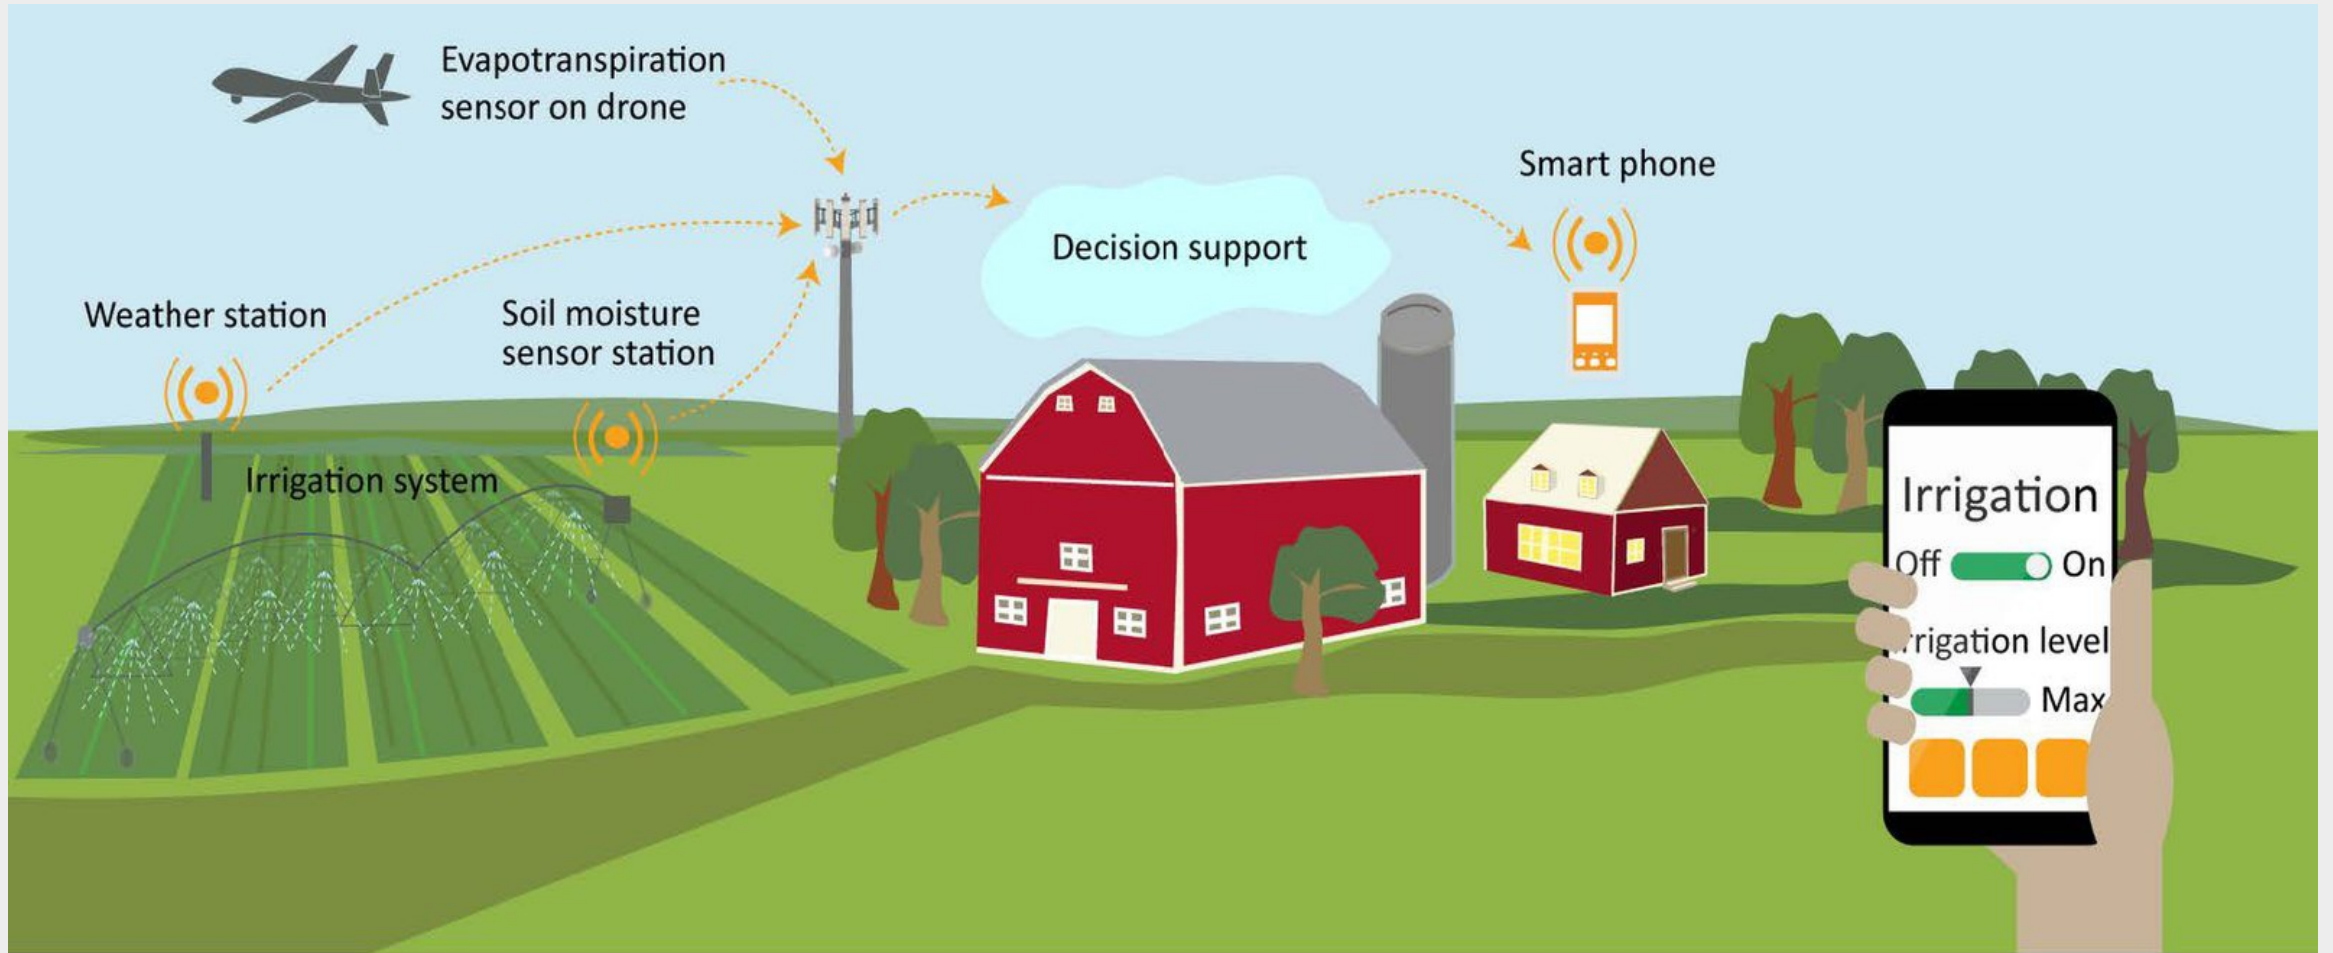 Evapotranspiration
sensor on drone
Smart phone
Decision support
Weather station
Soil moisture
sensor station
Irrigation system
Irrigation
Off On
Irrigation level
Max